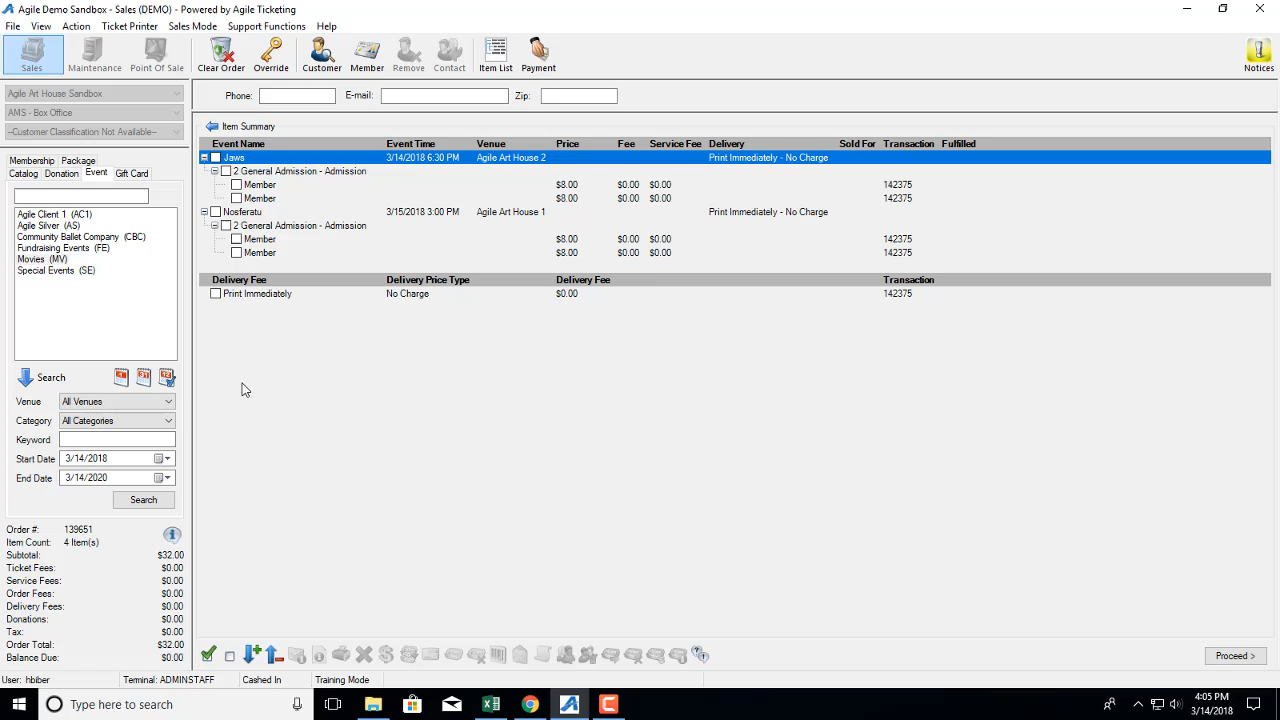 Agile Demo Sandbox - Sales (DEMO) - Powered by Agile Ticketing
File View Action Ticket Printer Sales Mode Support Functions Help
Sales Maintenance Point Of Sale Clear Order Override Customer Member Remove Contact Item List Payment Notices
Agile Art House Sandbox
AMS - Box Office
--Customer Classification Not Available--
Phone: E-mail: Zip:
Membership Package
Catalog Donation Event Gift Card
Agile Client 1 (AC1)
Agile Silver (AS)
Community Ballet Company (CBC)
Fundraising Events (FE)
Movies (MV)
Special Events (SE)
Search
Venue All Venues
Category All Categories
Keyword
Start Date 3/14/2018
End Date 3/14/2020
Search
Order #: 139651
Item Count: 4 Item(s)
Subtotal: $32.00
Ticket Fees: $0.00
Service Fees: $0.00
Order Fees: $0.00
Delivery Fees: $0.00
Donations: $0.00
Tax: $0.00
Order Total: $32.00
Balance Due: $0.00
Item Summary
Event Name Event Time Venue Price Fee Service Fee Delivery Sold For Transaction Fulfilled
Jaws 3/14/2018 6:30 PM Agile Art House 2 Print Immediately - No Charge
2 General Admission - Admission
Member $8.00 $0.00 $0.00 142375
Member $8.00 $0.00 $0.00 142375
Nosferatu 3/15/2018 3:00 PM Agile Art House 1 Print Immediately - No Charge
2 General Admission - Admission
Member $8.00 $0.00 $0.00 142375
Member $8.00 $0.00 $0.00 142375
Delivery Fee Delivery Price Type Delivery Fee Transaction
Print Immediately No Charge $0.00 142375
Proceed >
User: hbiber Terminal: ADMINSTAFF Cashed In Training Mode
Type here to search
4:05 PM
3/14/2018